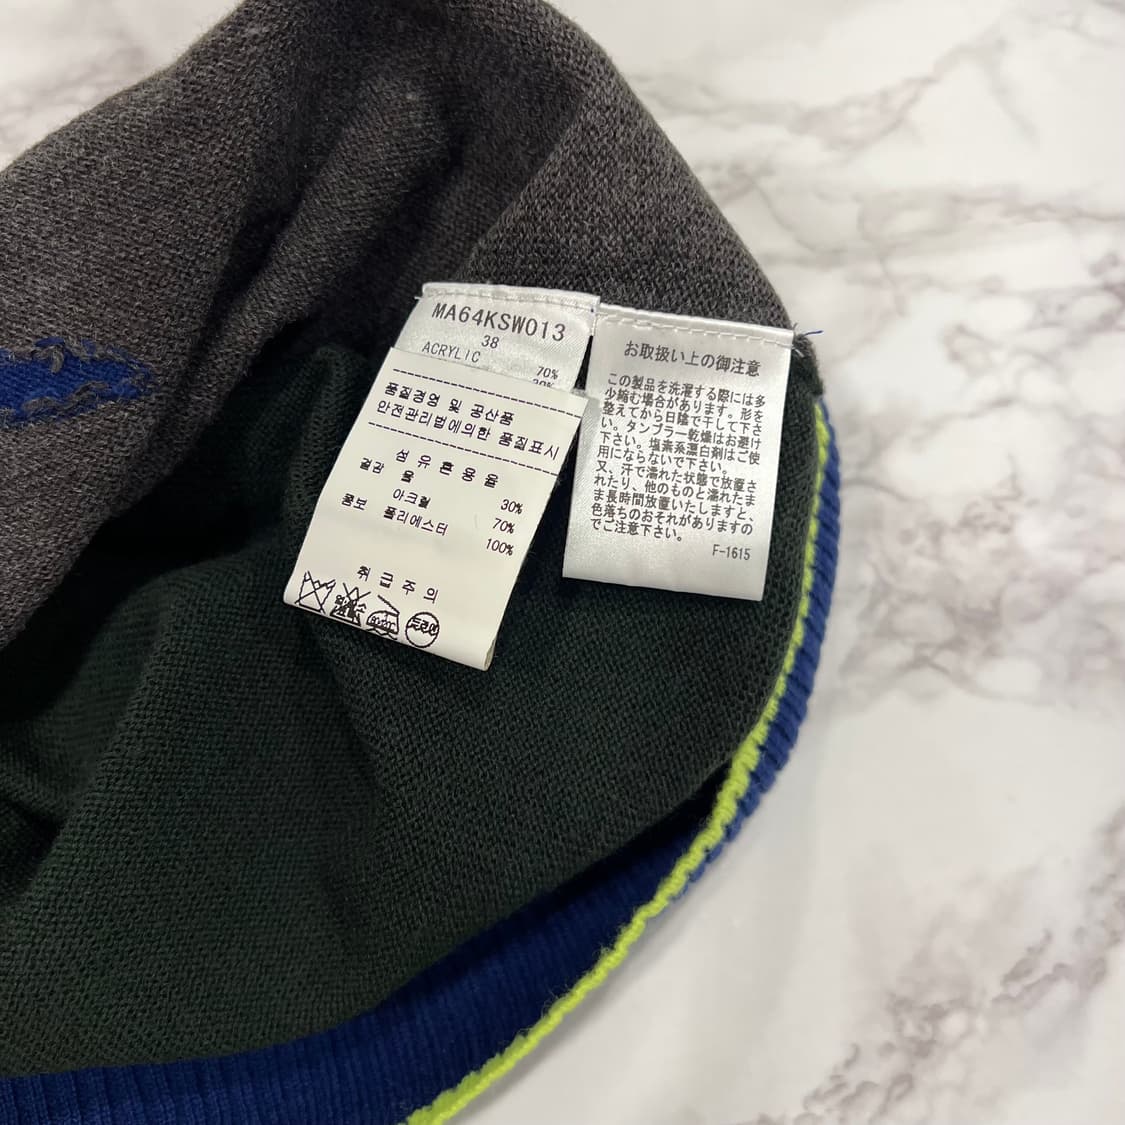 MA64KSW013
38
ACRYLIC 70%
30%
품질경영 및 공산품
안전관리법에의한 품질표시
섬 유 혼 용 율
겉감 울 30%
아크릴 70%
콤보 폴리에스터 100%
취 급 주 의
お取扱い上の御注意
この製品を洗濯する際には多
少縮む場合があります。形を
整えてから日陰で干して下さ
い。タンブラー乾燥はお避け
下さい。塩素系漂白剤はご使
用にならないで下さい。
又、汗で濡れた状態で放置さ
れたり、他のものと濡れたま
ま長時間放置いたしますと、
色落ちのおそれがありますの
でご注意下さい。
F-1615